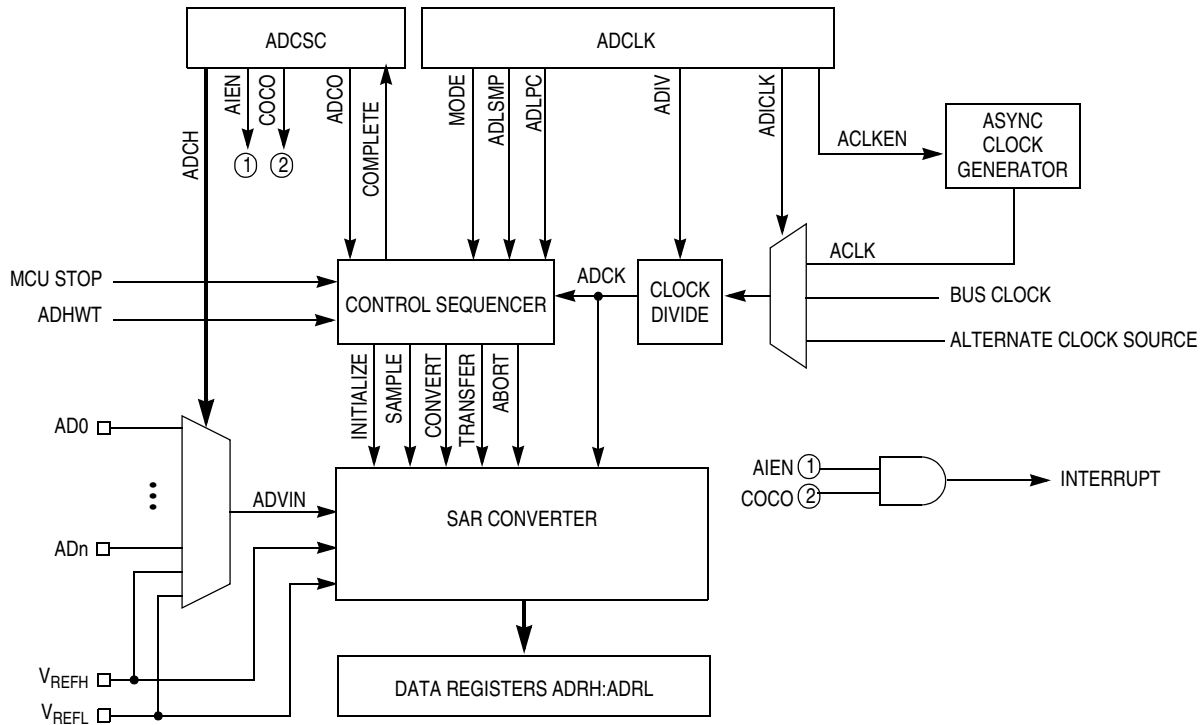 ADCSC
ADCLK
ADCH
AIEN
COCO
ADCO
COMPLETE
MODE
ADLSMP
ADLPC
ADIV
ADICLK
ACLKEN
ASYNC
CLOCK
GENERATOR
1
2
ACLK
MCU STOP
ADHWT
CONTROL SEQUENCER
ADCK
CLOCK
DIVIDE
BUS CLOCK
ALTERNATE CLOCK SOURCE
INITIALIZE
SAMPLE
CONVERT
TRANSFER
ABORT
AD0
•••
ADn
ADVIN
SAR CONVERTER
AIEN 1
COCO 2
INTERRUPT
VREFH
VREFL
DATA REGISTERS ADRH:ADRL